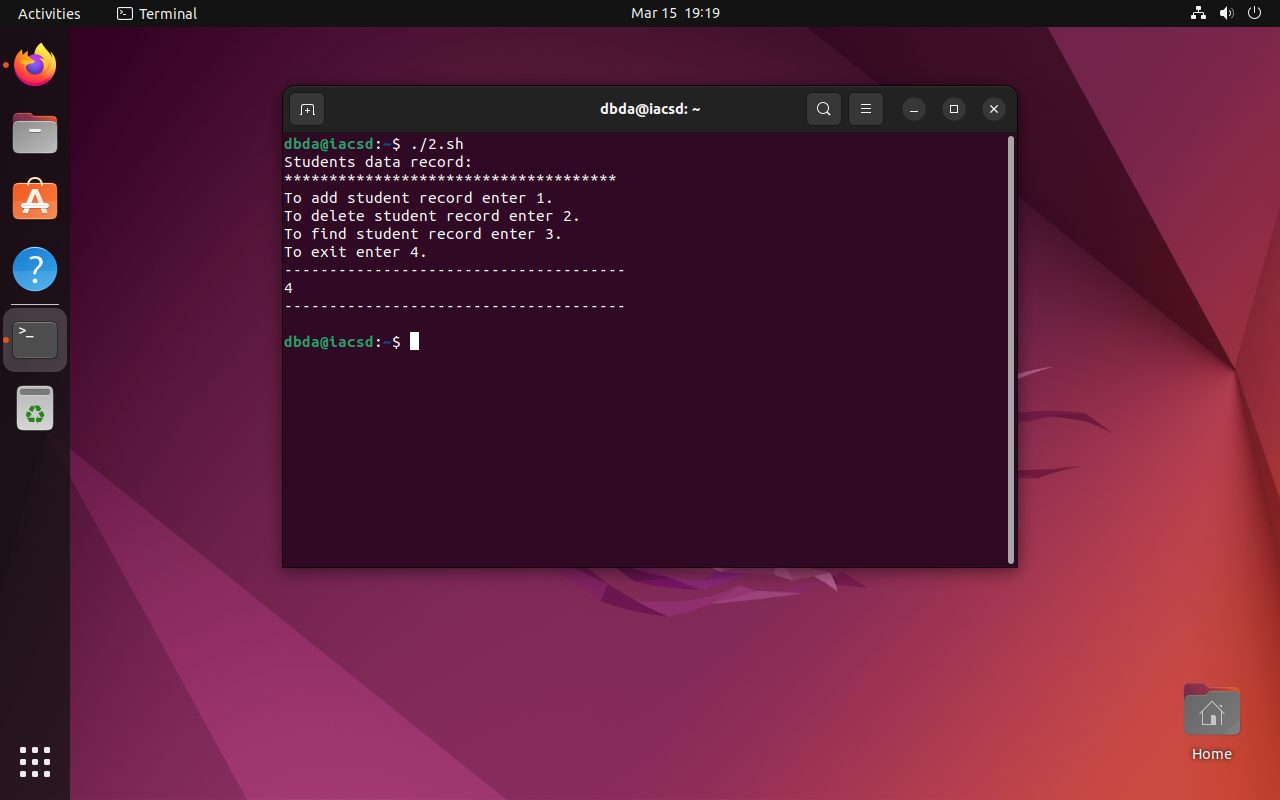 Activities
Terminal
Mar 15 19:19
dbda@iacsd: ~
dbda@iacsd:~$ ./2.sh
Students data record:
*************************************
To add student record enter 1.
To delete student record enter 2.
To find student record enter 3.
To exit enter 4.
--------------------------------------
4
--------------------------------------
dbda@iacsd:~$
Home